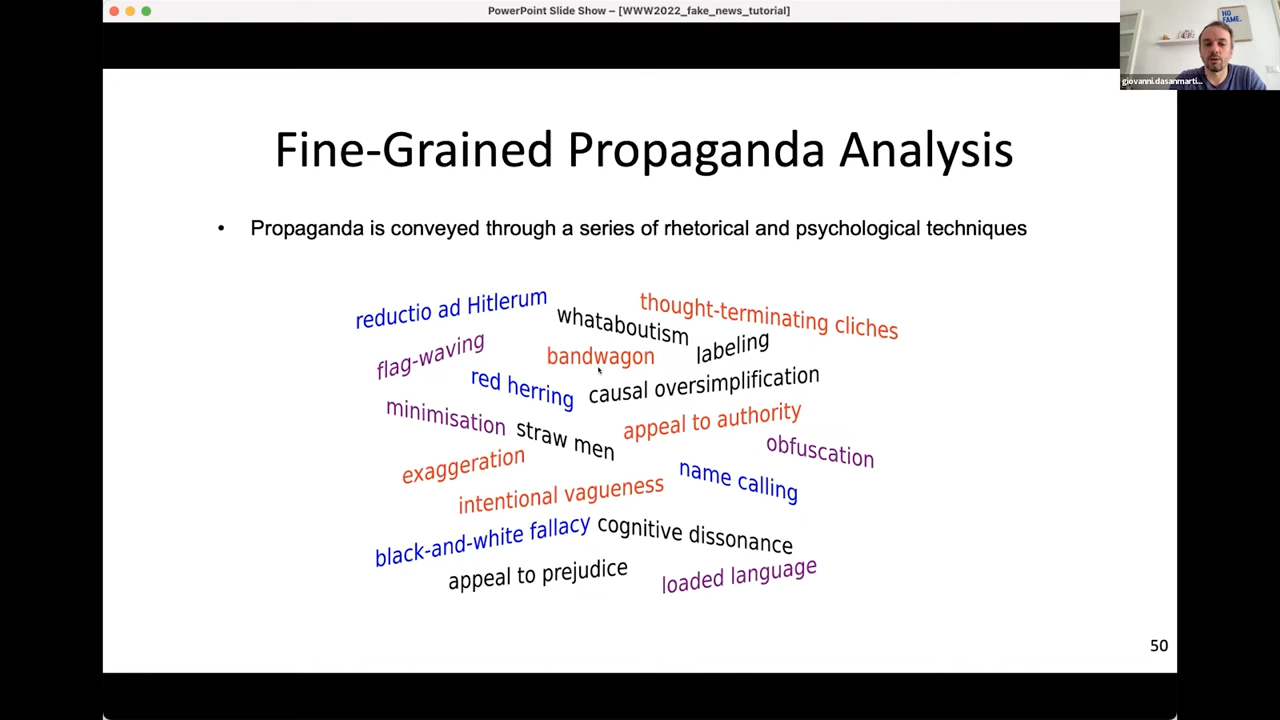 PowerPoint Slide Show – [WWW2022_fake_news_tutorial]
NO
FAME.
giovanni.dasanmarti...
Fine-Grained Propaganda Analysis
• Propaganda is conveyed through a series of rhetorical and psychological techniques
reductio ad Hitlerum
thought-terminating cliches
whataboutism
labeling
flag-waving
bandwagon
red herring
causal oversimplification
minimisation
straw men
appeal to authority
obfuscation
exaggeration
name calling
intentional vagueness
black-and-white fallacy
cognitive dissonance
appeal to prejudice
loaded language
50